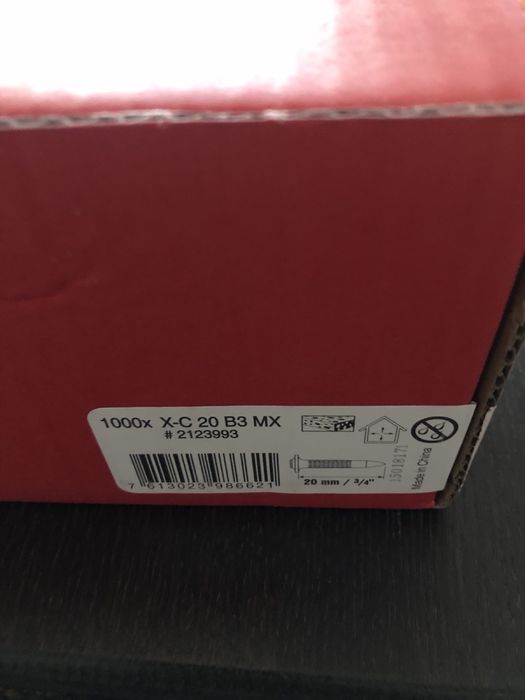 1000x X-C 20 B3 MX
# 2123993
7 613023 986621
20 mm / 3/4"
15018171
Made in China